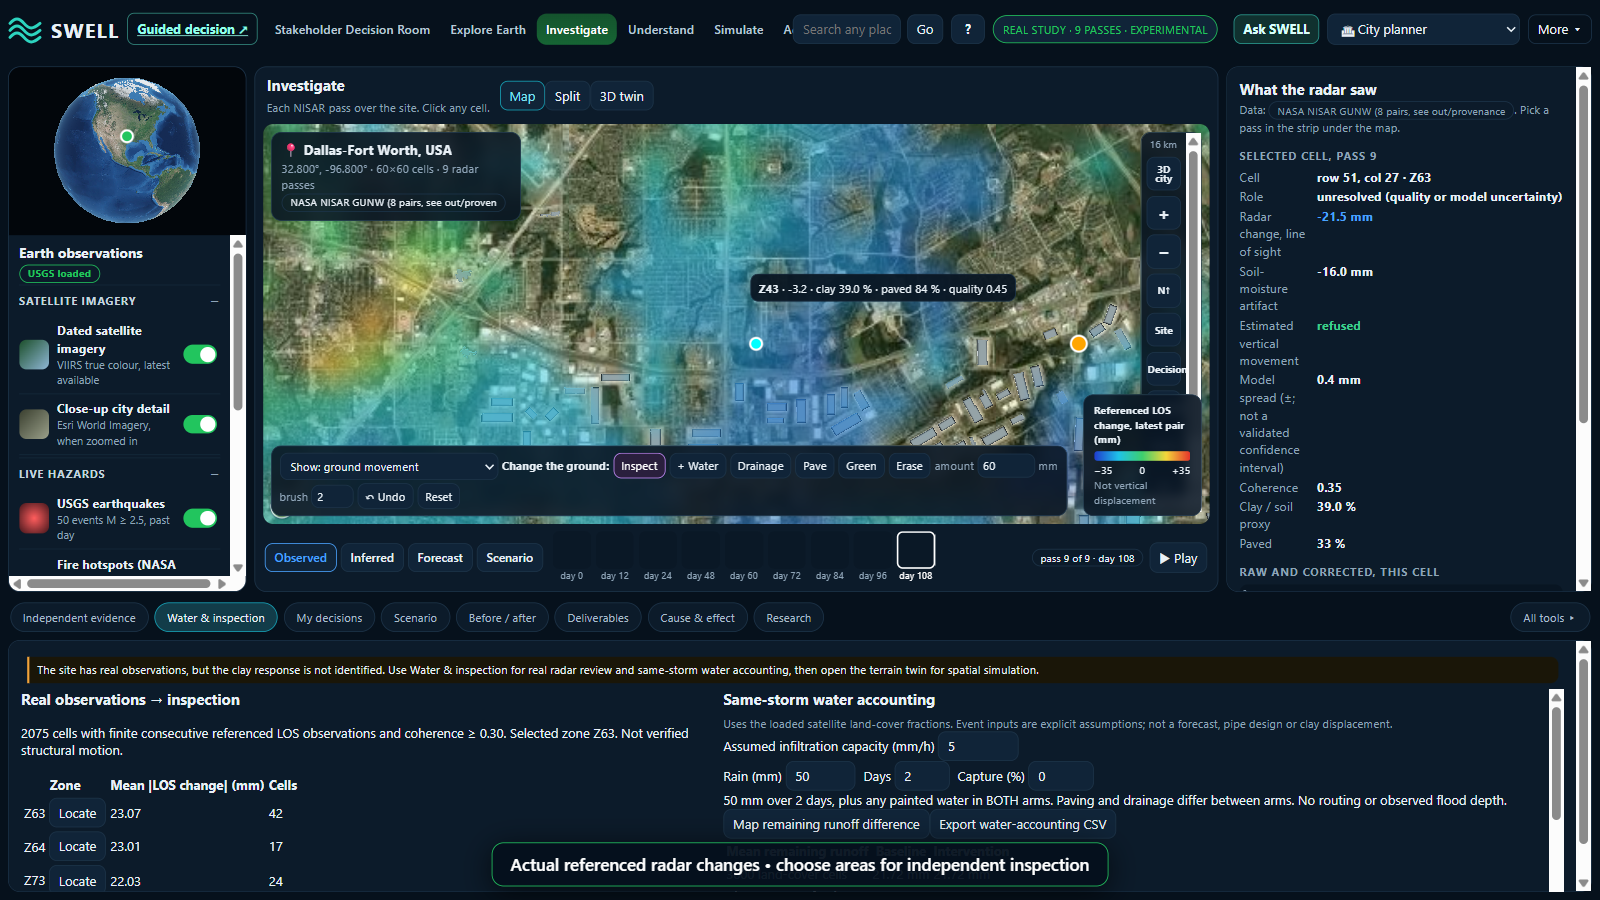 SWELL
Guided decision ↗
Stakeholder Decision Room
Explore Earth
Investigate
Understand
Simulate
Search any plac
Go
?
REAL STUDY · 9 PASSES · EXPERIMENTAL
Ask SWELL
City planner
More
Earth observations
USGS loaded
SATELLITE IMAGERY
Dated satellite
imagery
VIIRS true colour, latest
available
Close-up city detail
Esri World Imagery,
when zoomed in
LIVE HAZARDS
USGS earthquakes
50 events M ≥ 2.5, past
day
Fire hotspots (NASA
Investigate
Each NISAR pass over the site. Click any cell.
Map
Split
3D twin
Dallas-Fort Worth, USA
32.800°, -96.800° · 60×60 cells · 9 radar
passes
NASA NISAR GUNW (8 pairs, see out/proven
16 km
3D
city
+
−
N↑
Site
Decision
Z43 · -3.2 · clay 39.0 % · paved 84 % · quality 0.45
Referenced LOS
change, latest pair
(mm)
−35 0 +35
Not vertical
displacement
Show: ground movement
Change the ground:
Inspect
+ Water
Drainage
Pave
Green
Erase
amount 60 mm
brush 2
↶ Undo
Reset
Observed
Inferred
Forecast
Scenario
day 0
day 12
day 24
day 48
day 60
day 72
day 84
day 96
day 108
pass 9 of 9 · day 108
▶ Play
What the radar saw
Data: NASA NISAR GUNW (8 pairs, see out/provenance . Pick a
pass in the strip under the map.
SELECTED CELL, PASS 9
Cell row 51, col 27 · Z63
Role unresolved (quality or model uncertainty)
Radar -21.5 mm
change, line
of sight
Soil- -16.0 mm
moisture
artifact
Estimated refused
vertical
movement
Model 0.4 mm
spread (±;
not a
validated
confidence
interval)
Coherence 0.35
Clay / soil 39.0 %
proxy
Paved 33 %
RAW AND CORRECTED, THIS CELL
Independent evidence
Water & inspection
My decisions
Scenario
Before / after
Deliverables
Cause & effect
Research
All tools ▸
The site has real observations, but the clay response is not identified. Use Water & inspection for real radar review and same-storm water accounting, then open the terrain twin for spatial simulation.
Real observations → inspection
2075 cells with finite consecutive referenced LOS observations and coherence ≥ 0.30. Selected zone Z63. Not verified
structural motion.
Zone Mean |LOS change| (mm) Cells
Z63 Locate 23.07 42
Z64 Locate 23.01 17
Z73 Locate 22.03 24
Same-storm water accounting
Uses the loaded satellite land-cover fractions. Event inputs are explicit assumptions; not a forecast, pipe design or clay displacement.
Assumed infiltration capacity (mm/h) 5
Rain (mm) 50 Days 2 Capture (%) 0
50 mm over 2 days, plus any painted water in BOTH arms. Paving and drainage differ between arms. No routing or observed flood depth.
Map remaining runoff difference
Export water-accounting CSV
Mean remaining runoff Baseline Intervention
Actual referenced radar changes • choose areas for independent inspection